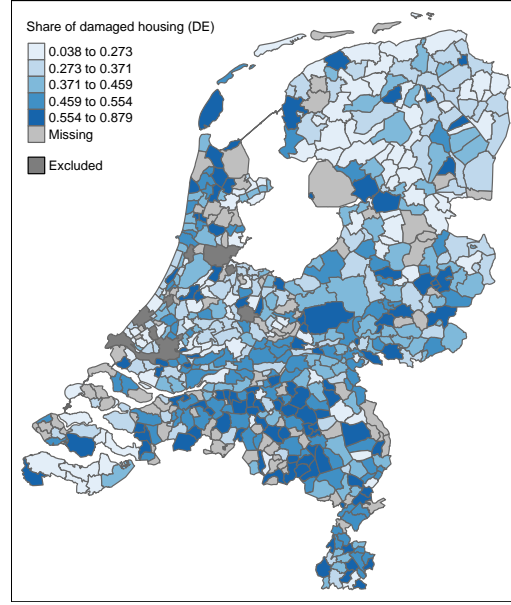 Share of damaged housing (DE)
0.038 to 0.273
0.273 to 0.371
0.371 to 0.459
0.459 to 0.554
0.554 to 0.879
Missing
Excluded